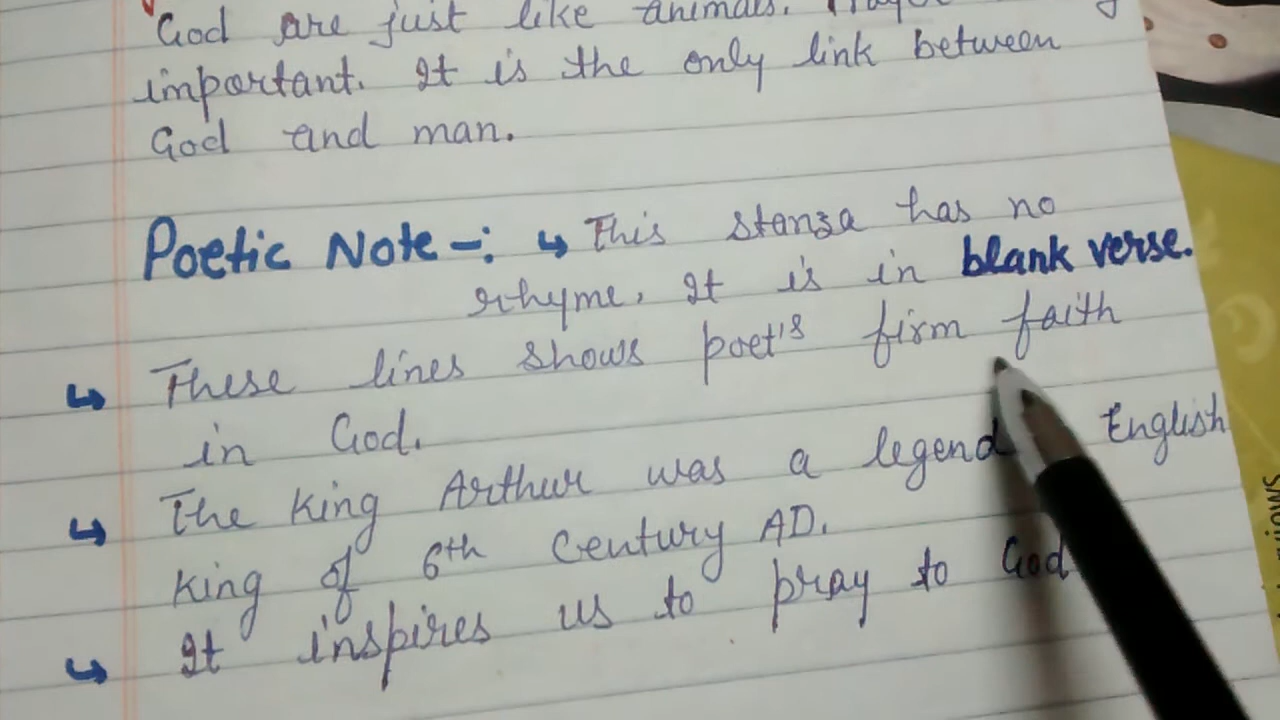 God are just like animals.
important. It is the only link between
God and man.
Poetic Note -: ↳ This stanza has no
rhyme, It is in blank verse.
↳ These lines shows poet's firm faith
in God.
↳ The King Arthur was a legend English
King of 6th Century AD.
↳ It inspires us to pray to God